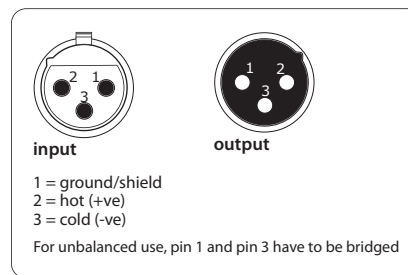 2 1
3
input
1 2
3
output
1 = ground/shield
2 = hot (+ve)
3 = cold (-ve)
For unbalanced use, pin 1 and pin 3 have to be bridged